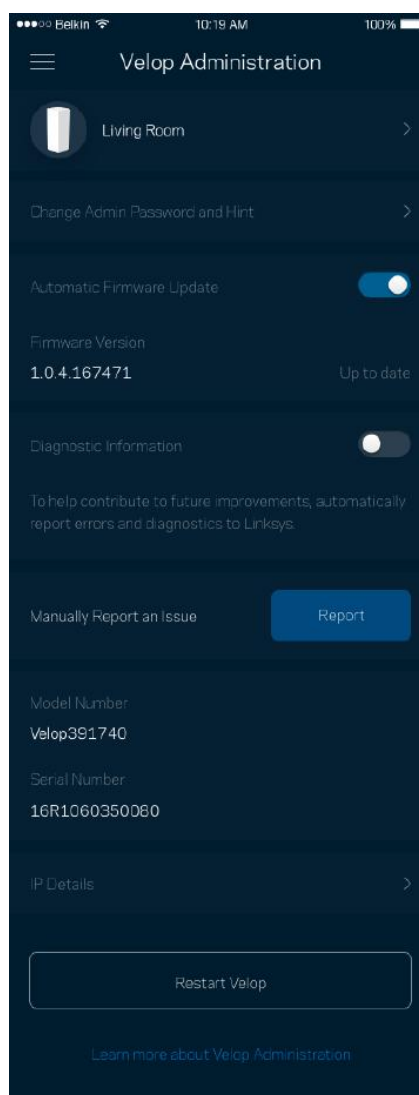 Belkin 10:19 AM 100%
Velop Administration
Living Room
Change Admin Password and Hint
Automatic Firmware Update
Firmware Version
1.0.4.167471 Up to date
Diagnostic Information
To help contribute to future improvements, automatically
report errors and diagnostics to Linksys.
Manually Report an Issue Report
Model Number
Velop391740
Serial Number
16R1060350080
IP Details
Restart Velop
Learn more about Velop Administration